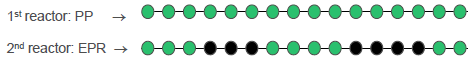 1st reactor: PP →
2nd reactor: EPR →